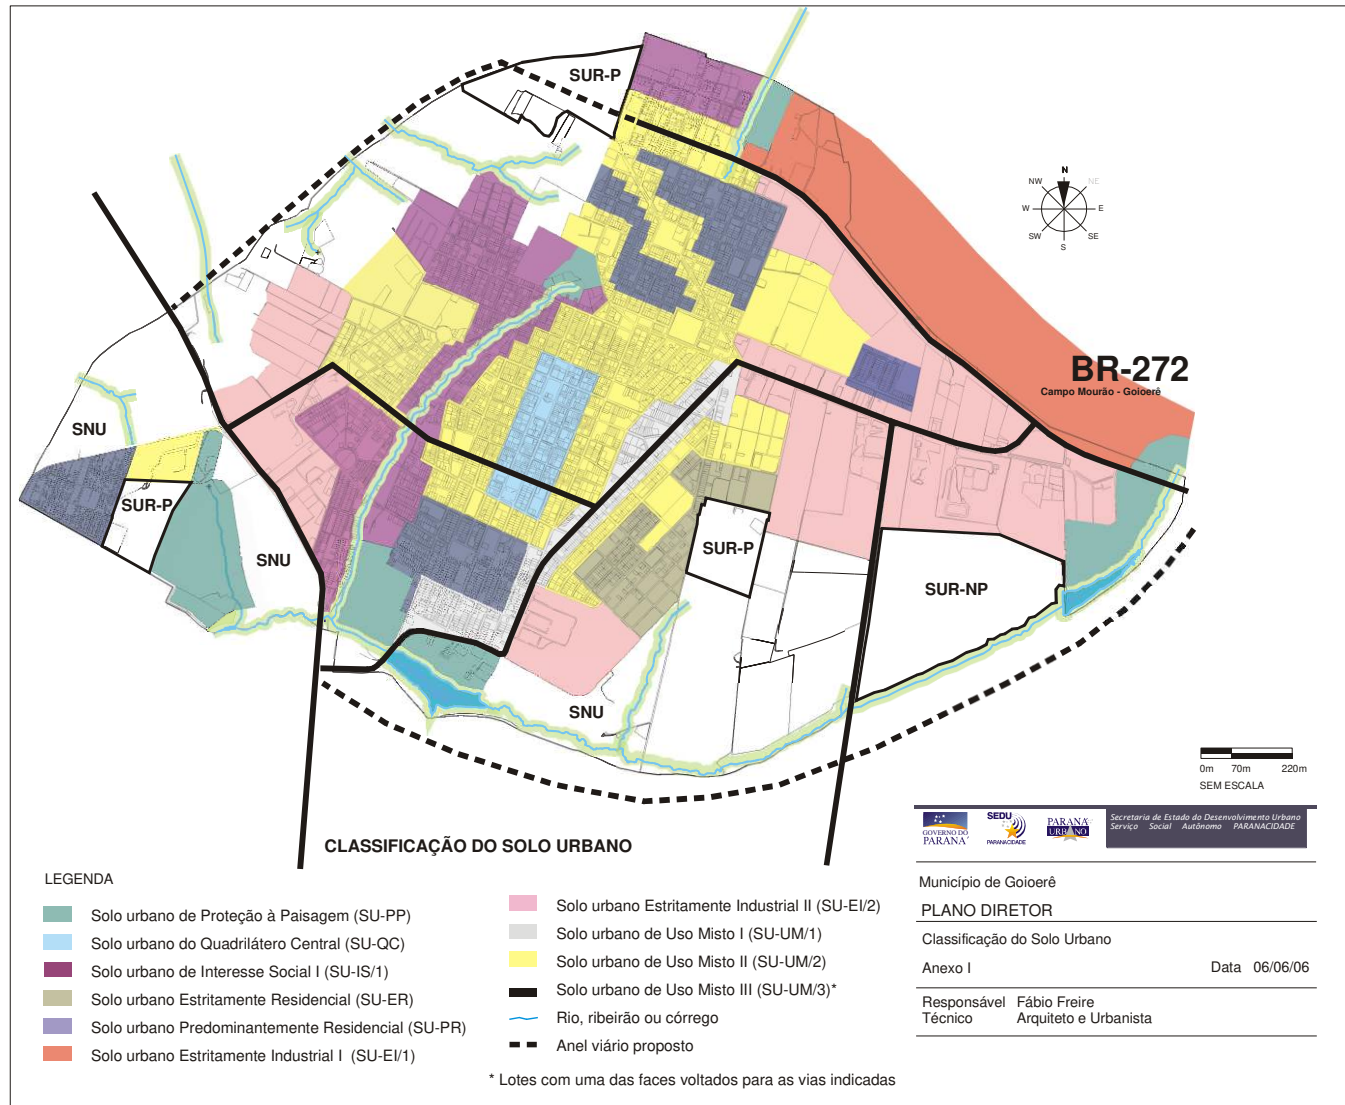 SUR-P
N
NW
NE
W
E
SW
SE
S
BR-272
Campo Mourão - Goioerê
SNU
SUR-P
SNU
SUR-P
SUR-NP
SNU
0m 70m 220m
SEM ESCALA
CLASSIFICAÇÃO DO SOLO URBANO
LEGENDA
Solo urbano de Proteção à Paisagem (SU-PP)
Solo urbano do Quadrilátero Central (SU-QC)
Solo urbano de Interesse Social I (SU-IS/1)
Solo urbano Estritamente Residencial (SU-ER)
Solo urbano Predominantemente Residencial (SU-PR)
Solo urbano Estritamente Industrial I (SU-EI/1)
Solo urbano Estritamente Industrial II (SU-EI/2)
Solo urbano de Uso Misto I (SU-UM/1)
Solo urbano de Uso Misto II (SU-UM/2)
Solo urbano de Uso Misto III (SU-UM/3)*
Rio, ribeirão ou córrego
Anel viário proposto
* Lotes com uma das faces voltados para as vias indicadas
GOVERNO DO
PARANÁ
SEDU
PARANACIDADE
PARANÁ
URBANO
Secretaria de Estado do Desenvolvimento Urbano
Serviço Social Autônomo PARANACIDADE
Município de Goioerê
PLANO DIRETOR
Classificação do Solo Urbano
Anexo I Data 06/06/06
Responsável Fábio Freire
Técnico Arquiteto e Urbanista